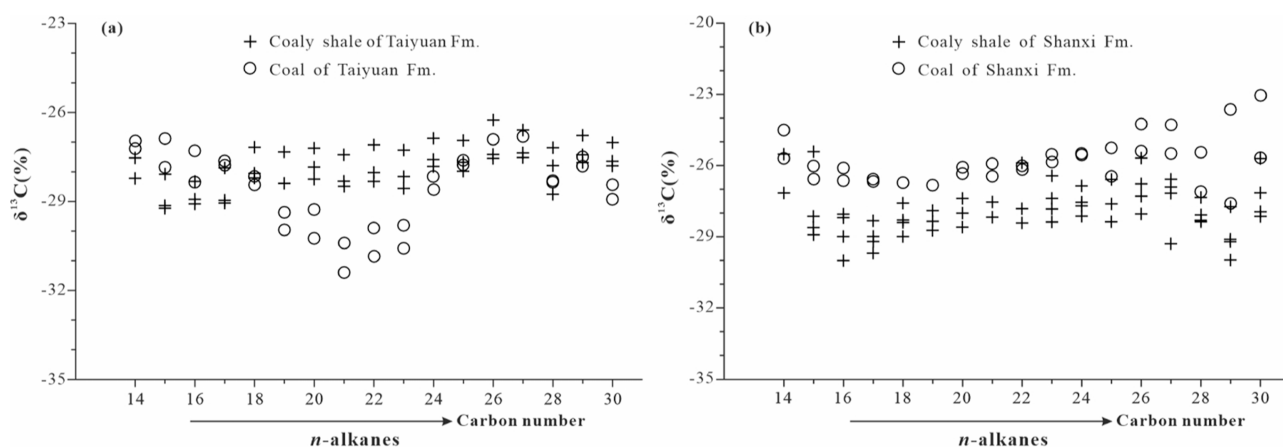 (a)
+ Coaly shale of Taiyuan Fm.
○ Coal of Taiyuan Fm.
δ¹³C(%)
-23
-26
-29
-32
-35
14 16 18 20 22 24 26 28 30
Carbon number
n-alkanes
(b)
+ Coaly shale of Shanxi Fm.
○ Coal of Shanxi Fm.
δ¹³C(%)
-20
-23
-26
-29
-32
-35
14 16 18 20 22 24 26 28 30
Carbon number
n-alkanes